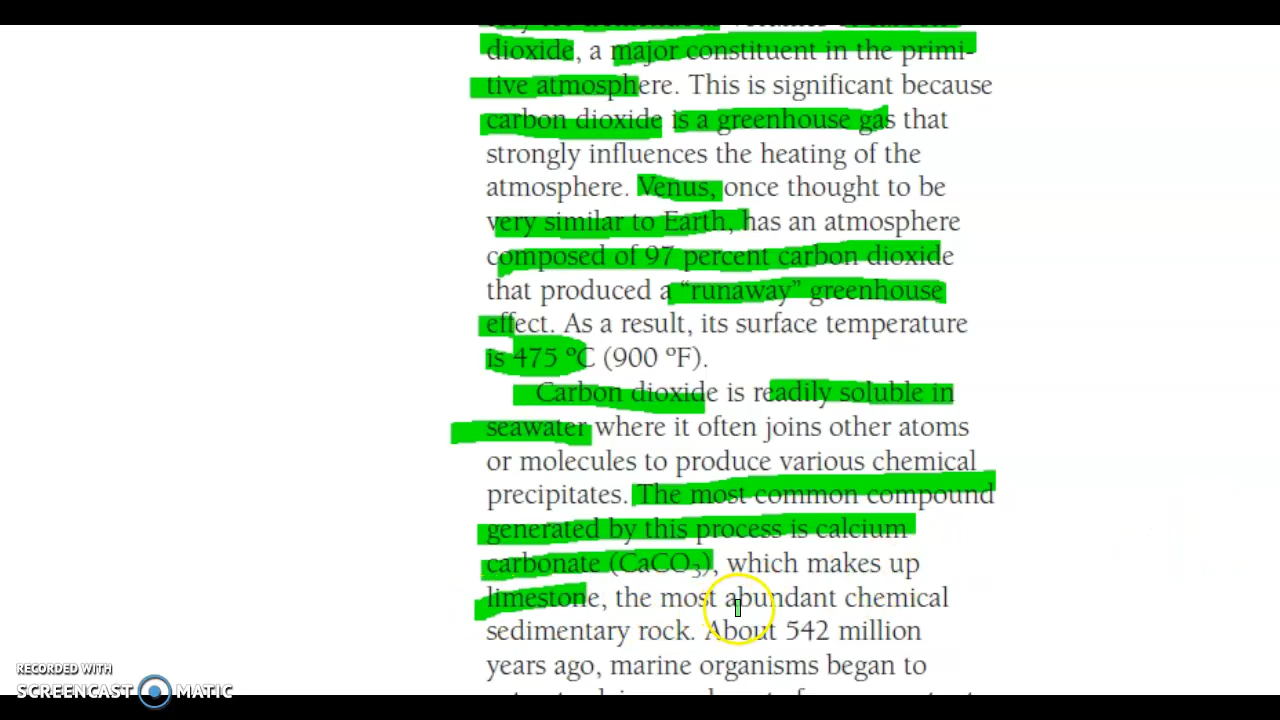 dioxide, a major constituent in the primi-
tive atmosphere. This is significant because
carbon dioxide is a greenhouse gas that
strongly influences the heating of the
atmosphere. Venus, once thought to be
very similar to Earth, has an atmosphere
composed of 97 percent carbon dioxide
that produced a “runaway” greenhouse
effect. As a result, its surface temperature
is 475 °C (900 °F).
Carbon dioxide is readily soluble in
seawater where it often joins other atoms
or molecules to produce various chemical
precipitates. The most common compound
generated by this process is calcium
carbonate (CaCO₃), which makes up
limestone, the most abundant chemical
sedimentary rock. About 542 million
years ago, marine organisms began to
RECORDED WITH
SCREENCAST MATIC